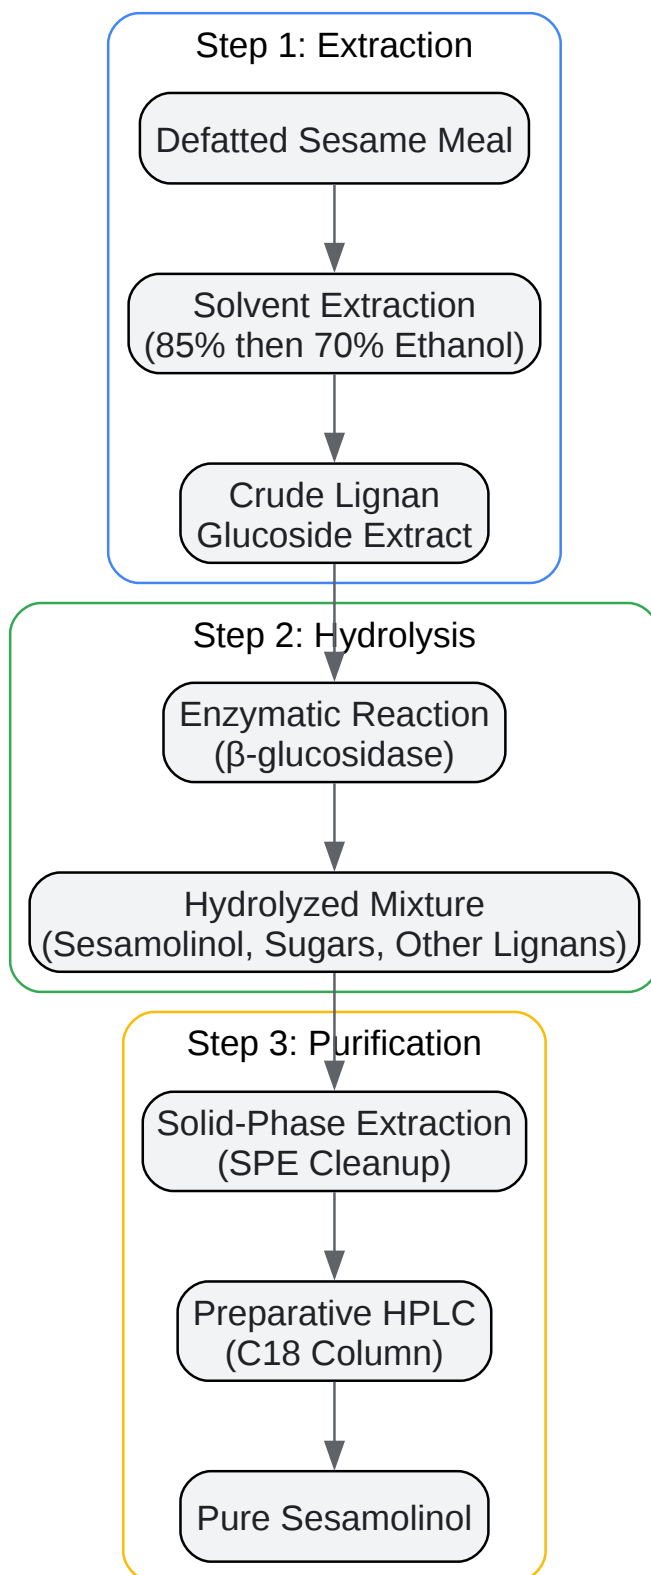 Step 1: Extraction
Defatted Sesame Meal
Solvent Extraction
(85% then 70% Ethanol)
Crude Lignan
Glucoside Extract
Step 2: Hydrolysis
Enzymatic Reaction
(β-glucosidase)
Hydrolyzed Mixture
(Sesamolinol, Sugars, Other Lignans)
Step 3: Purification
Solid-Phase Extraction
(SPE Cleanup)
Preparative HPLC
(C18 Column)
Pure Sesamolinol